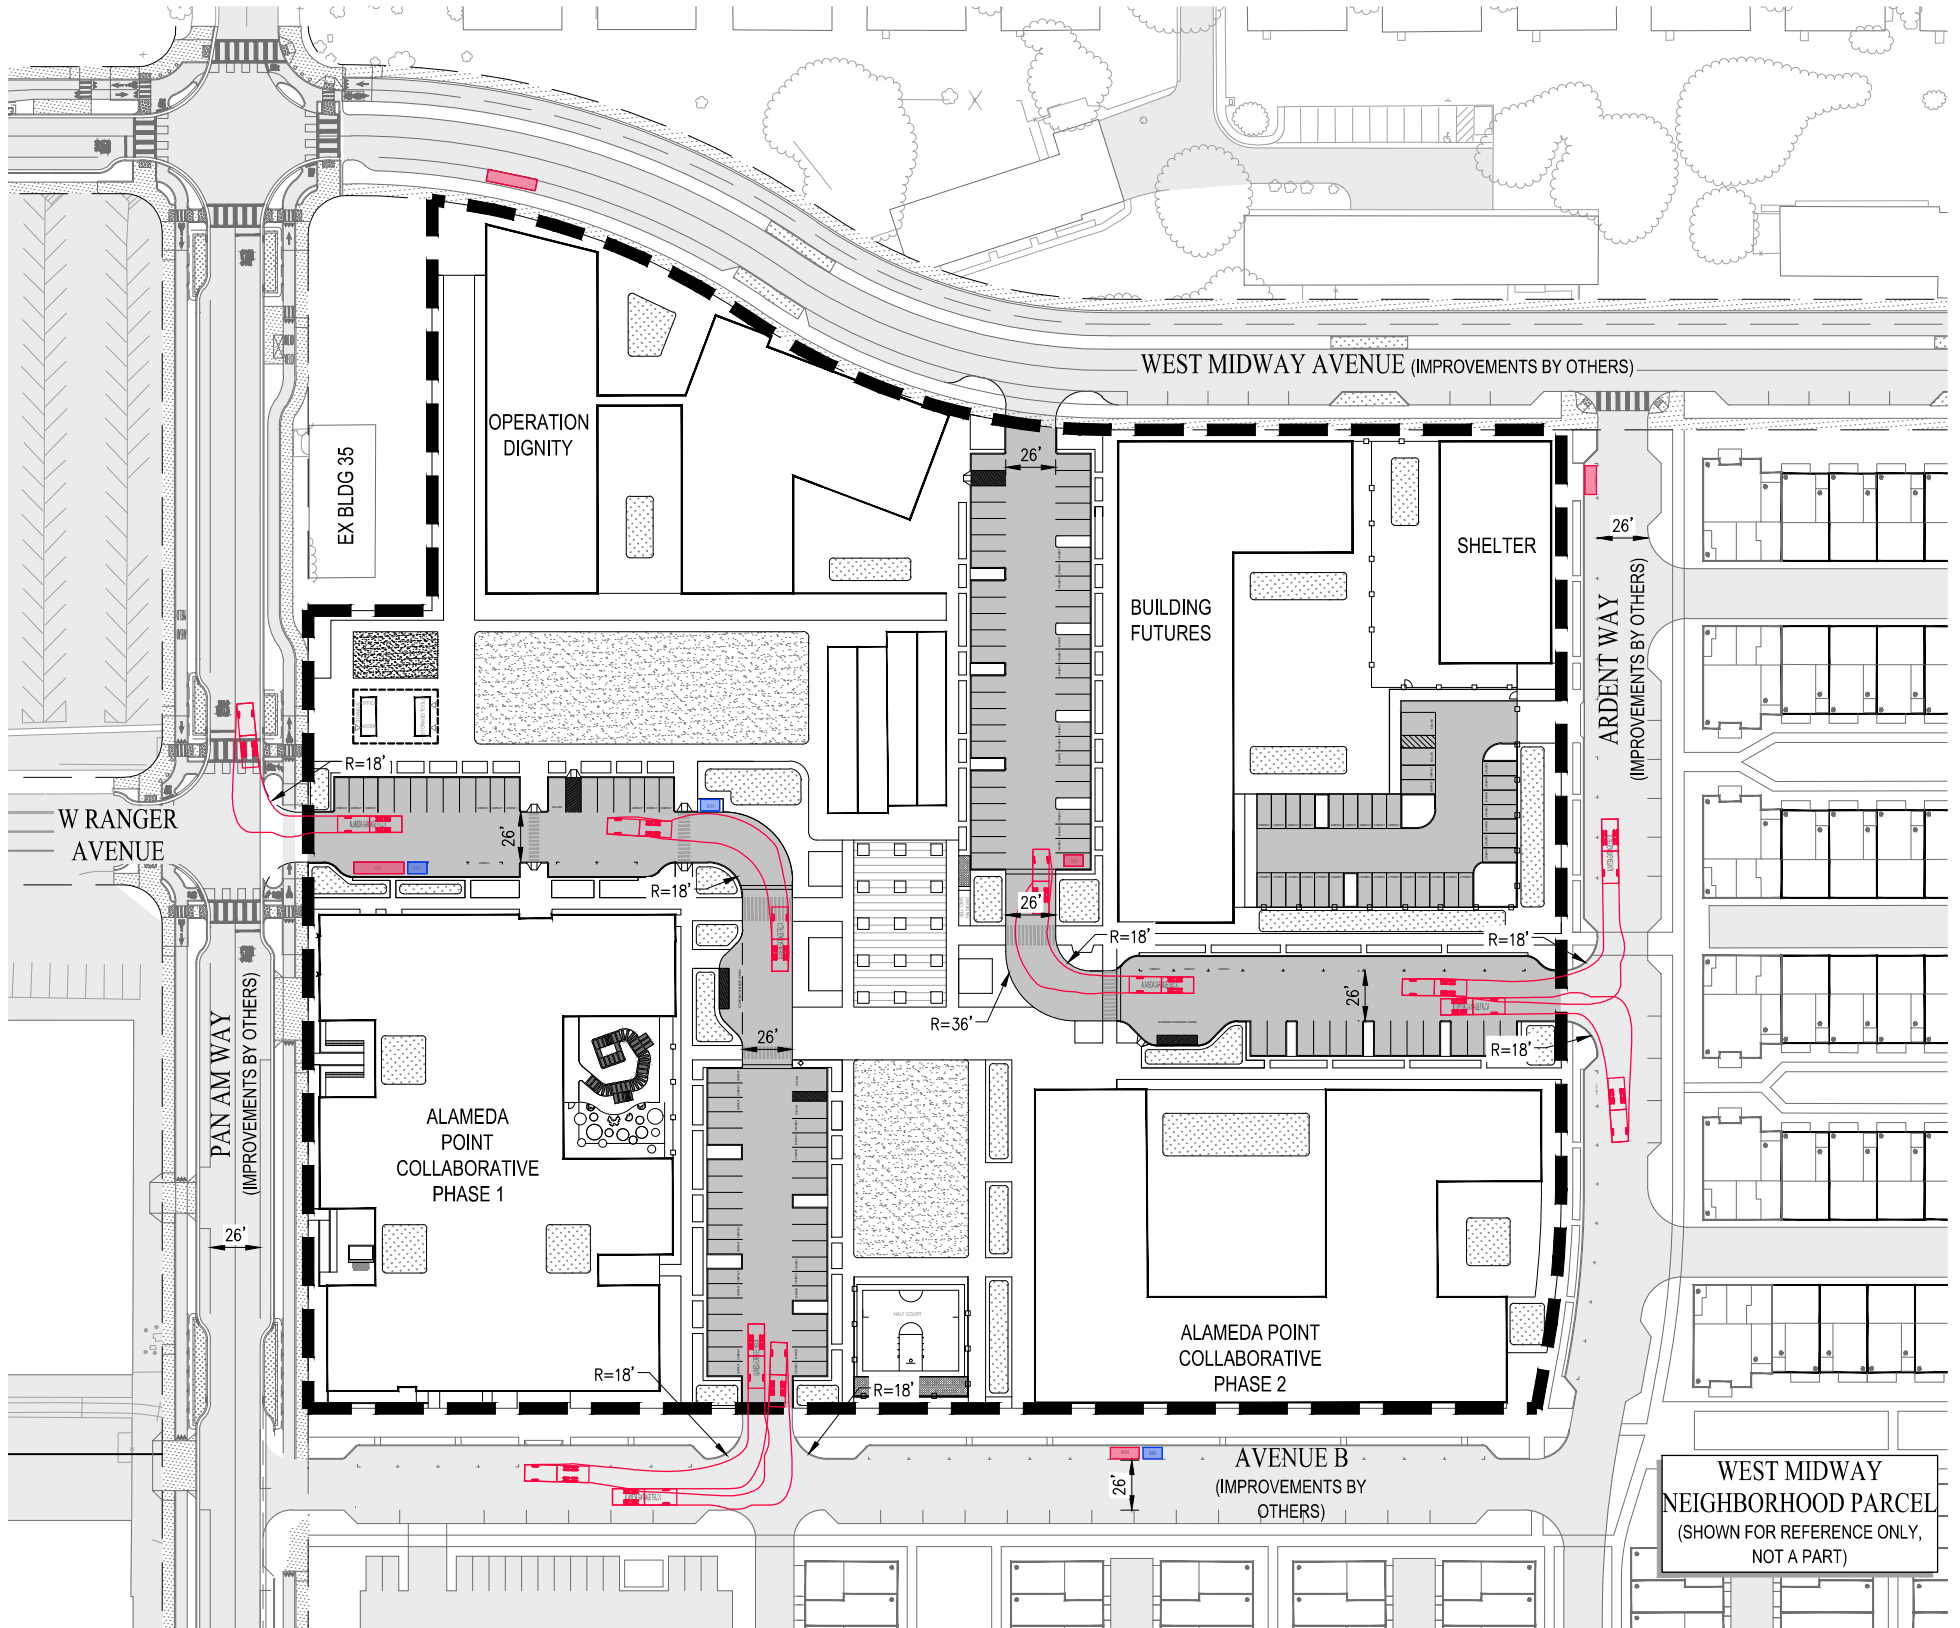 WEST MIDWAY AVENUE (IMPROVEMENTS BY OTHERS)
OPERATION
DIGNITY
EX BLDG 35
26'
BUILDING
FUTURES
SHELTER
26'
ARDENT WAY
(IMPROVEMENTS BY OTHERS)
R=18'
W RANGER
AVENUE
26'
R=18'
26'
R=18'
R=18'
R=36'
26'
R=18'
26'
PAN AM WAY
(IMPROVEMENTS BY OTHERS)
26'
ALAMEDA
POINT
COLLABORATIVE
PHASE 1
HALF COURT
ALAMEDA POINT
COLLABORATIVE
PHASE 2
R=18'
R=18'
AVENUE B
(IMPROVEMENTS BY
OTHERS)
26'
WEST MIDWAY
NEIGHBORHOOD PARCEL
(SHOWN FOR REFERENCE ONLY,
NOT A PART)